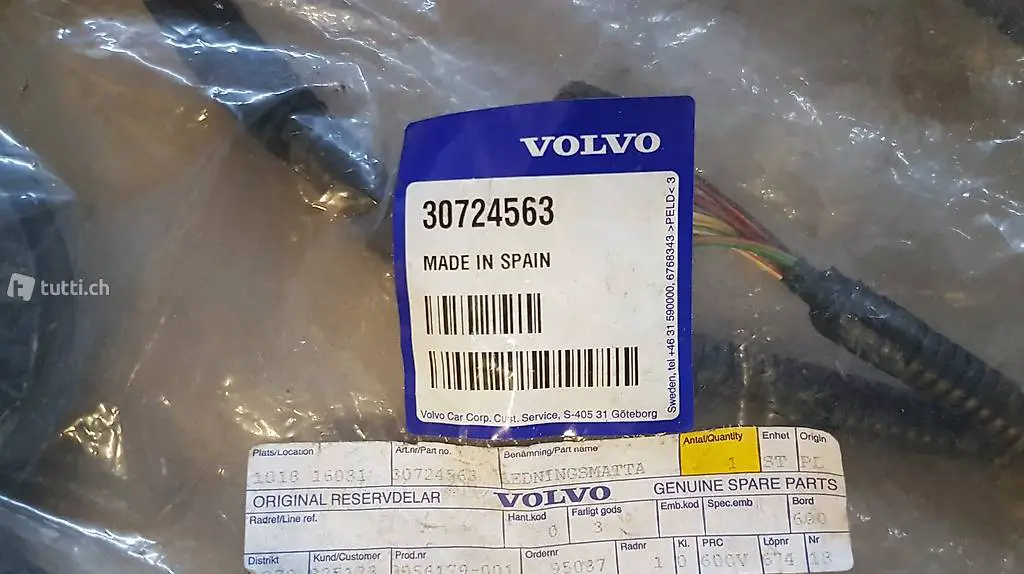 VOLVO
30724563
MADE IN SPAIN
Volvo Car Corp. Cust. Service, S-405 31 Göteborg
Sweden, tel +46 31 590000, 6768343 >PELD< 3
tutti.ch
Plats/Location Art.nr/Part no. Benämning/Part name Antal/Quantity Enhet Origin
1018 16031 30724563 LEDNINGSMATTA 1 ST PL
ORIGINAL RESERVDELAR VOLVO GENUINE SPARE PARTS
Radref/Line ref. Hant.kod Farligt gods Emb.kod Spec.emb Bord
0 3 600
Distrikt Kund/Customer Prod.nr Ordernr Radnr Kl. PRC Löpnr Nr
95037 1 0 600V 674 18